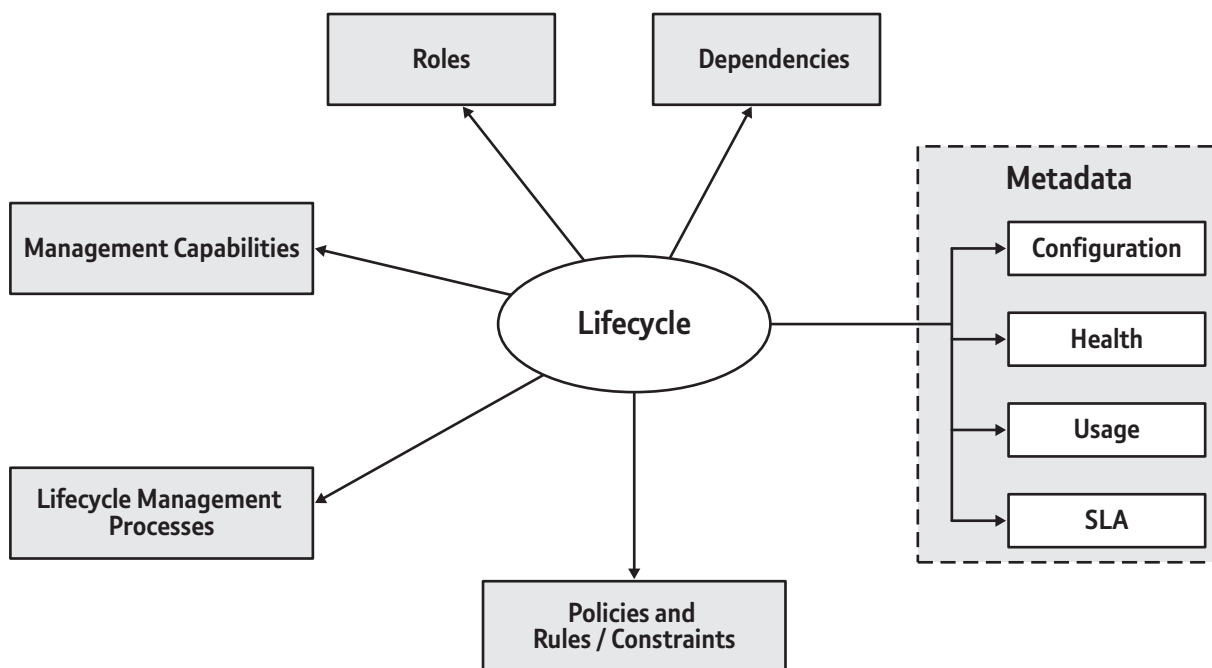 Roles
Dependencies
Metadata
Management Capabilities
Configuration
Lifecycle
Health
Usage
Lifecycle Management
Processes
SLA
Policies and
Rules / Constraints